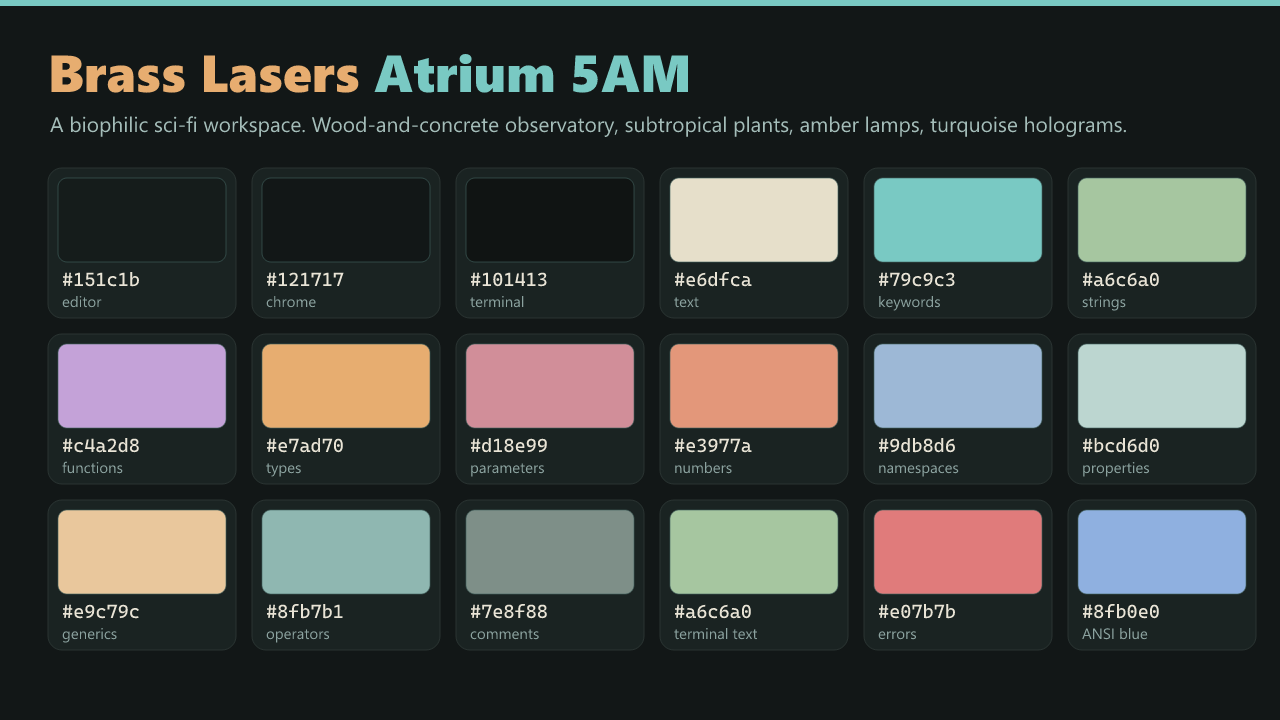 Brass Lasers Atrium 5AM
A biophilic sci-fi workspace. Wood-and-concrete observatory, subtropical plants, amber lamps, turquoise holograms.
#151c1b
editor
#121717
chrome
#101413
terminal
#e6dfca
text
#79c9c3
keywords
#a6c6a0
strings
#c4a2d8
functions
#e7ad70
types
#d18e99
parameters
#e3977a
numbers
#9db8d6
namespaces
#bcd6d0
properties
#e9c79c
generics
#8fb7b1
operators
#7e8f88
comments
#a6c6a0
terminal text
#e07b7b
errors
#8fb0e0
ANSI blue